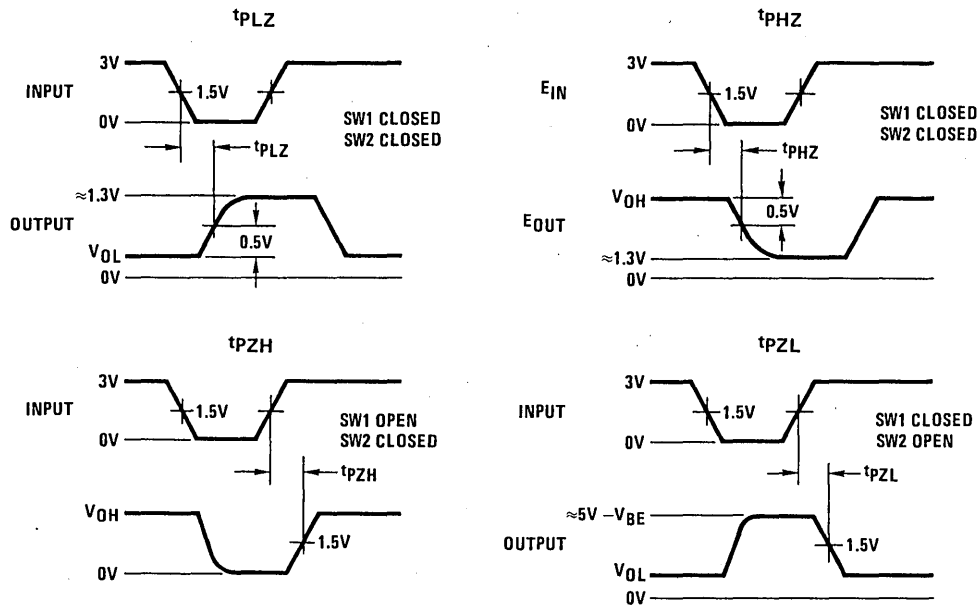 tPLZ
3V
INPUT
1.5V
0V
SW1 CLOSED
SW2 CLOSED
tPLZ
≈1.3V
OUTPUT
0.5V
VOL
0V
tPHZ
3V
EIN
1.5V
0V
SW1 CLOSED
SW2 CLOSED
tPHZ
VOH
0.5V
EOUT
≈1.3V
0V
tPZH
3V
INPUT
1.5V
0V
SW1 OPEN
SW2 CLOSED
tPZH
VOH
1.5V
0V
tPZL
3V
INPUT
1.5V
0V
SW1 CLOSED
SW2 OPEN
tPZL
≈5V –VBE
OUTPUT
1.5V
VOL
0V